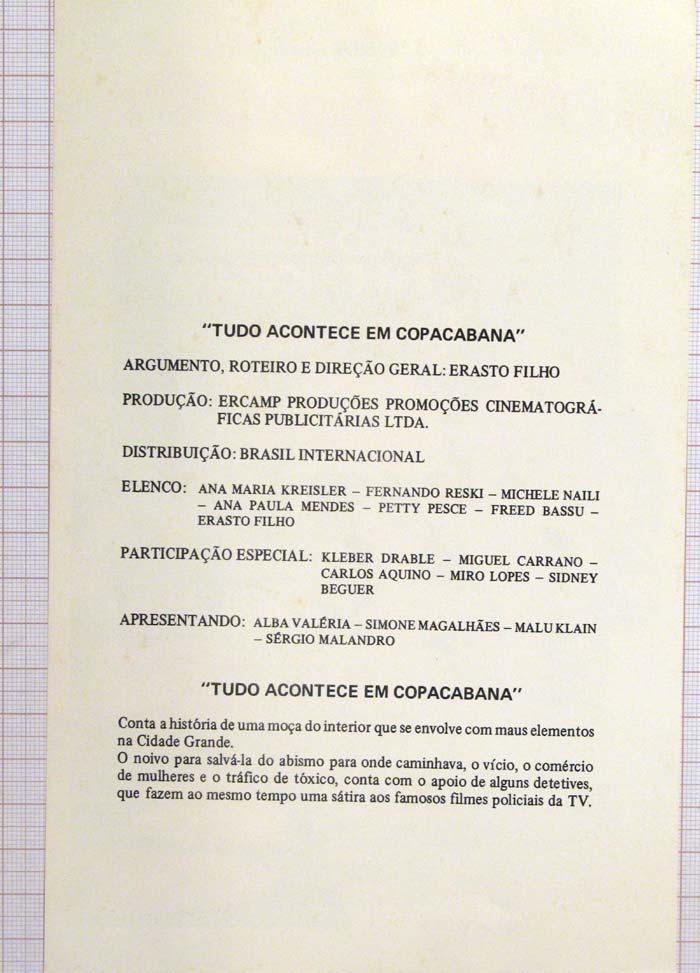 "TUDO ACONTECE EM COPACABANA"
ARGUMENTO, ROTEIRO E DIREÇÃO GERAL: ERASTO FILHO
PRODUÇÃO: ERCAMP PRODUÇÕES PROMOÇÕES CINEMATOGRÁ-
FICAS PUBLICITÁRIAS LTDA.
DISTRIBUIÇÃO: BRASIL INTERNACIONAL
ELENCO: ANA MARIA KREISLER – FERNANDO RESKI – MICHELE NAILI
– ANA PAULA MENDES – PETTY PESCE – FREED BASSU –
ERASTO FILHO
PARTICIPAÇÃO ESPECIAL: KLEBER DRABLE – MIGUEL CARRANO –
CARLOS AQUINO – MIRO LOPES – SIDNEY
BEGUER
APRESENTANDO: ALBA VALÉRIA – SIMONE MAGALHÃES – MALU KLAIN
– SÉRGIO MALANDRO
"TUDO ACONTECE EM COPACABANA"
Conta a história de uma moça do interior que se envolve com maus elementos
na Cidade Grande.
O noivo para salvá-la do abismo para onde caminhava, o vício, o comércio
de mulheres e o tráfico de tóxico, conta com o apoio de alguns detetives,
que fazem ao mesmo tempo uma sátira aos famosos filmes policiais da TV.